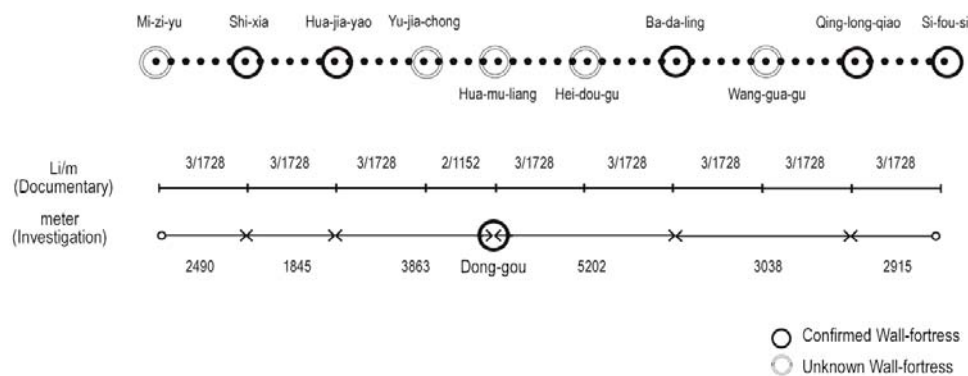 Mi-zi-yu Shi-xia Hua-jia-yao Yu-jia-chong Ba-da-ling Qing-long-qiao Si-fou-si
Hua-mu-liang Hei-dou-gu Wang-gua-gu
Li/m
(Documentary)
3/1728 3/1728 3/1728 2/1152 3/1728 3/1728 3/1728 3/1728 3/1728
meter
(Investigation)
2490 1845 3863 Dong-gou 5202 3038 2915
Confirmed Wall-fortress
Unknown Wall-fortress